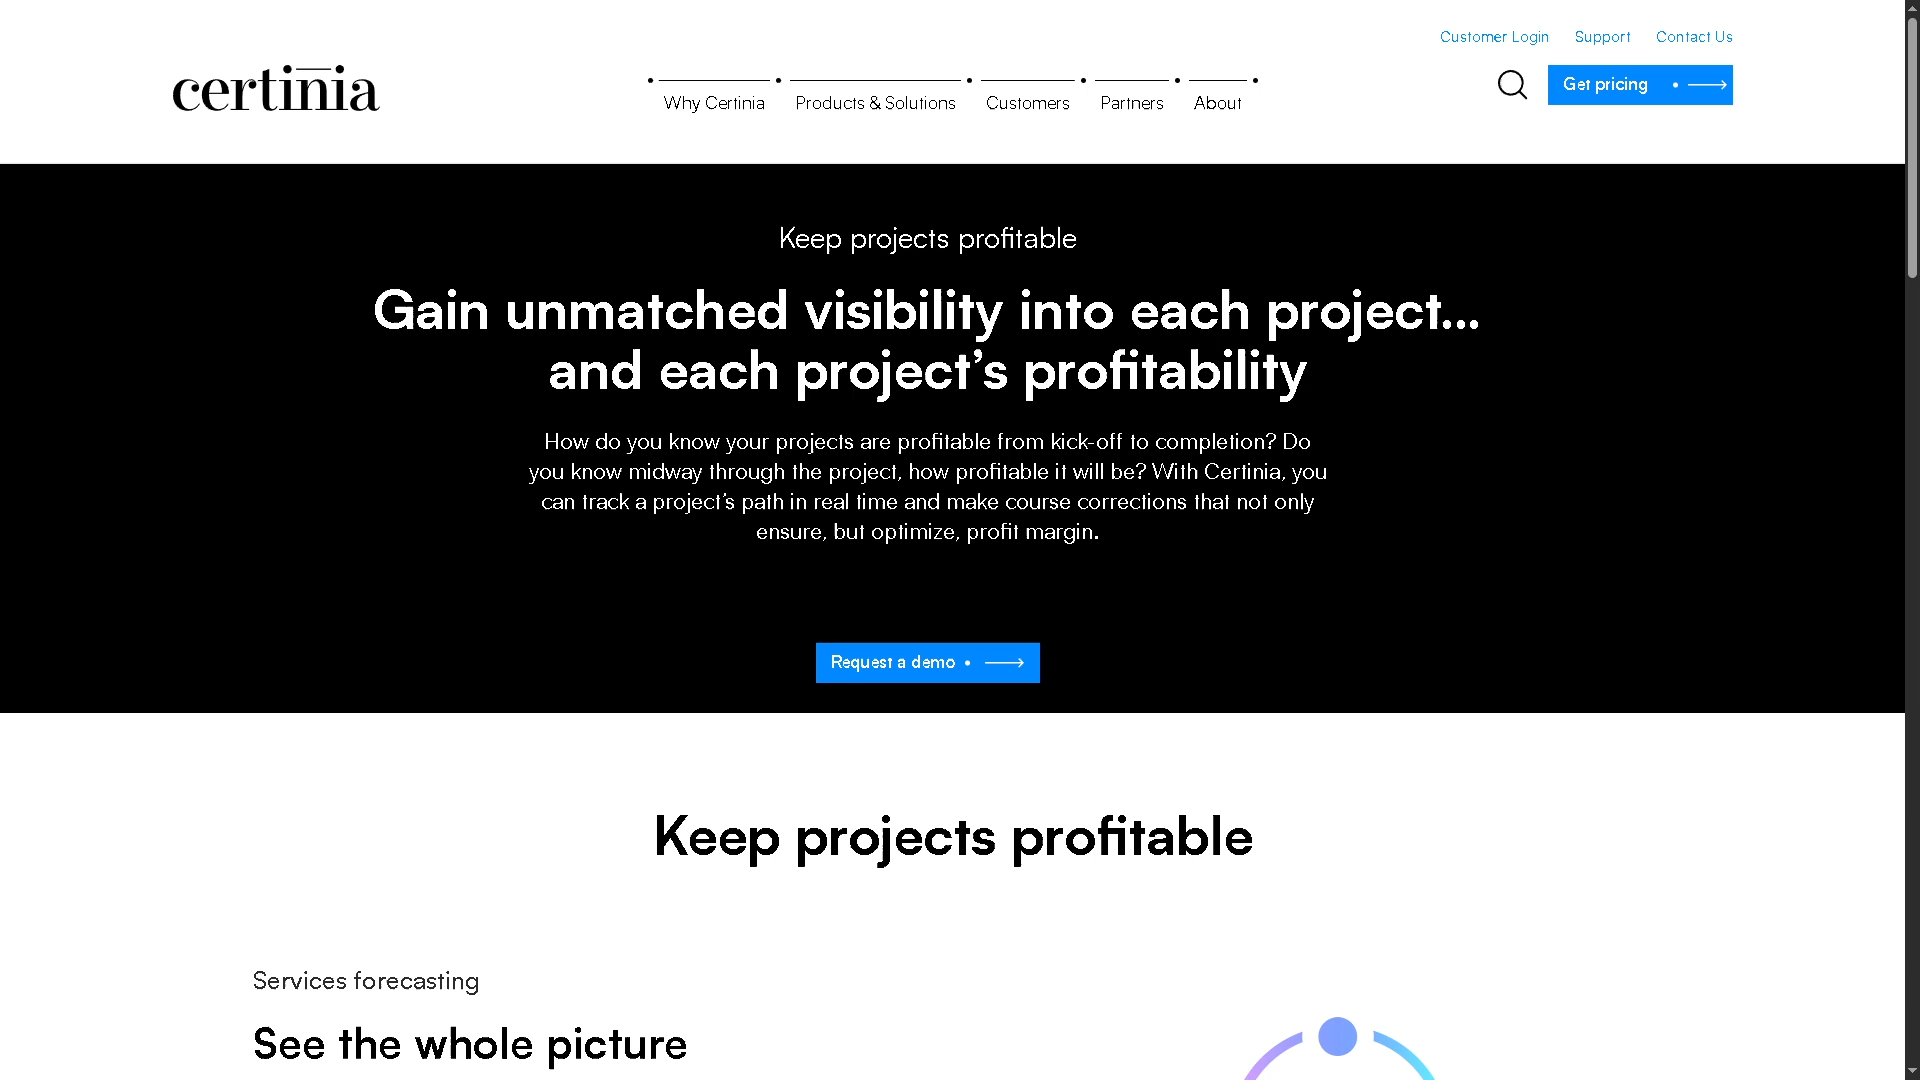 Customer Login Support Contact Us
certinia
Why Certinia Products & Solutions Customers Partners About
Get pricing
Keep projects profitable
Gain unmatched visibility into each project...
and each project’s profitability
How do you know your projects are profitable from kick-off to completion? Do
you know midway through the project, how profitable it will be? With Certinia, you
can track a project’s path in real time and make course corrections that not only
ensure, but optimize, profit margin.
Request a demo
Keep projects profitable
Services forecasting
See the whole picture